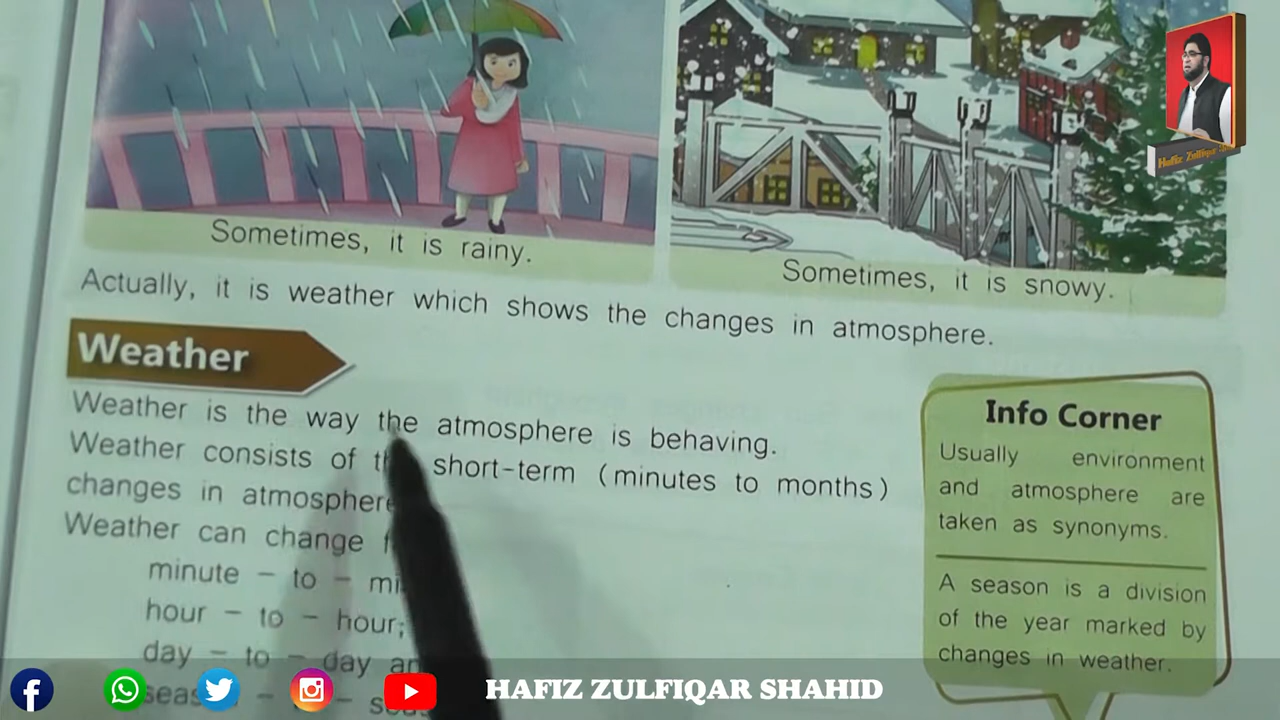 Sometimes, it is rainy.
Sometimes, it is snowy.
Actually, it is weather which shows the changes in atmosphere.
Weather
Weather is the way the atmosphere is behaving.
Weather consists of short-term (minutes to months)
changes in atmosphere
Weather can change
minute – to –
hour – to – hour;
day – to – day
Info Corner
Usually environment
and atmosphere are
taken as synonyms.
A season is a division
of the year marked by
changes in weather.
Hafiz Zulfiqar
HAFIZ ZULFIQAR SHAHID